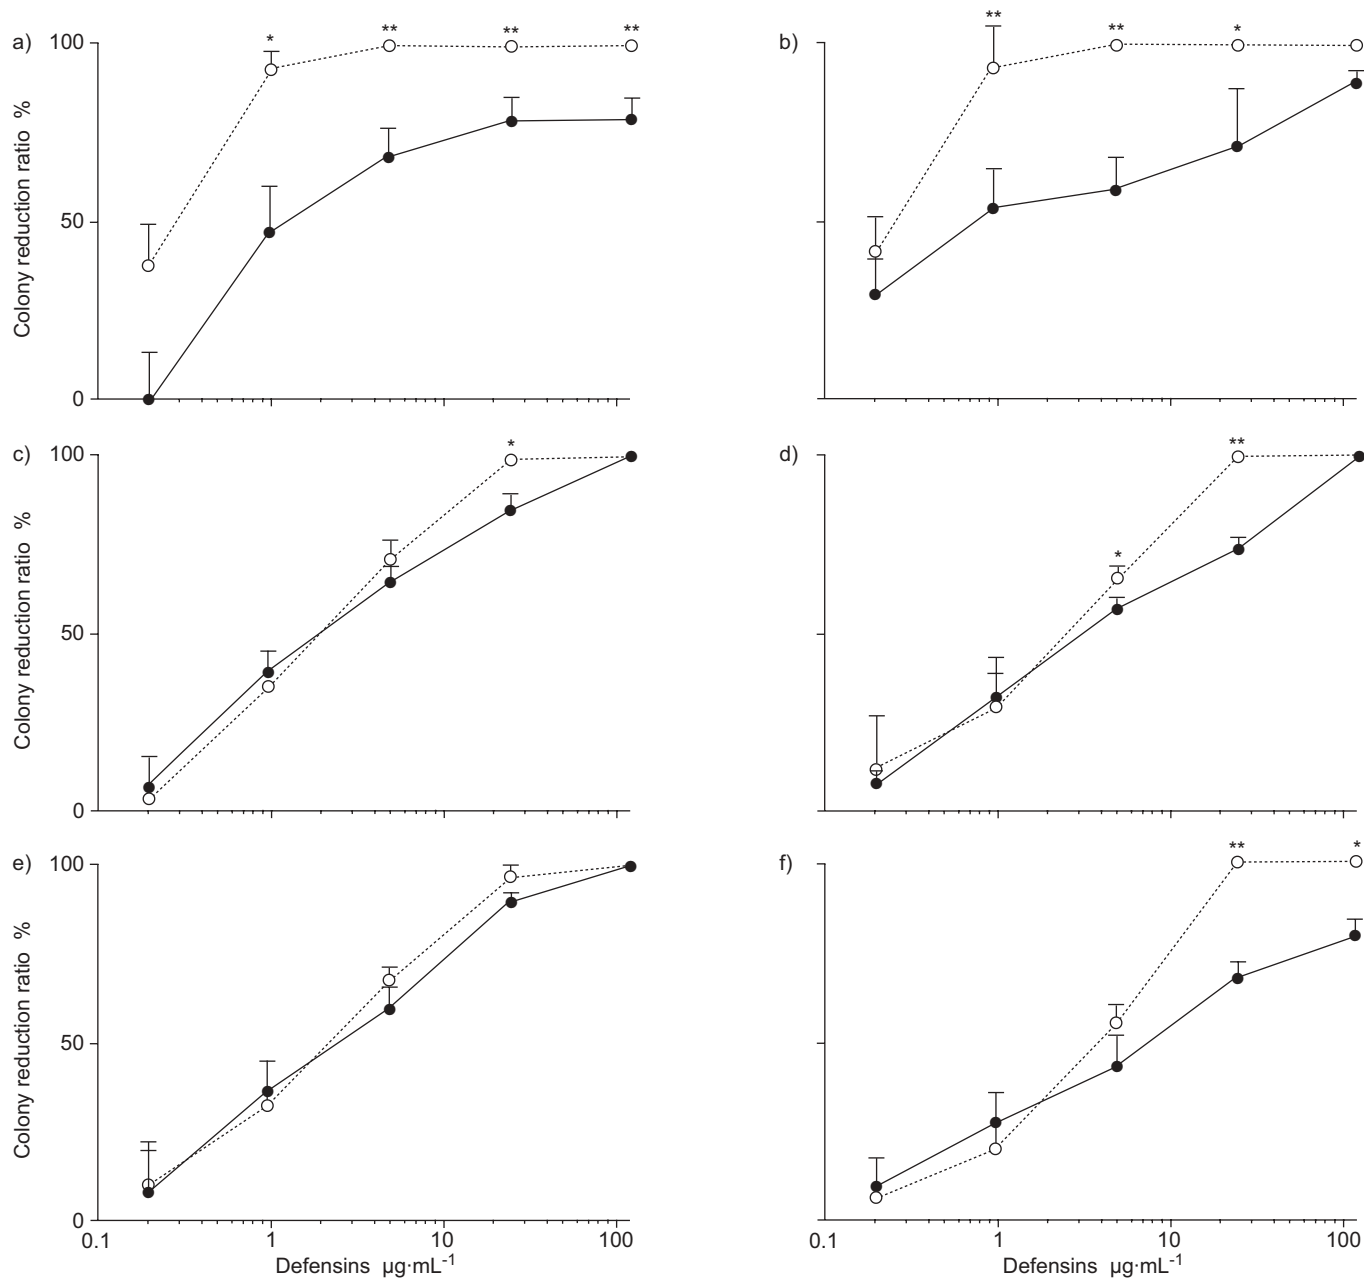 a)
Colony reduction ratio %
100
50
0
* ** ** **
b)
** ** *
c)
Colony reduction ratio %
100
50
0
*
d)
* **
e)
Colony reduction ratio %
100
50
0
0.1 1 10 100
Defensins µg·mL-1
f)
** *
0.1 1 10 100
Defensins µg·mL-1